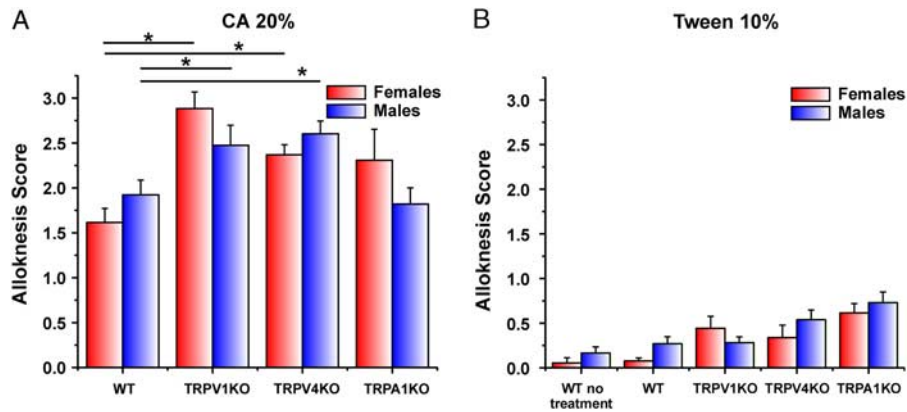 A
CA 20%
*
*
*
*
Females
Males
Alloknesis Score
3.0
2.5
2.0
1.5
1.0
0.5
0.0
WT
TRPV1KO
TRPV4KO
TRPA1KO
B
Tween 10%
Females
Males
Alloknesis Score
3.0
2.5
2.0
1.5
1.0
0.5
0.0
WT no
treatment
WT
TRPV1KO
TRPV4KO
TRPA1KO